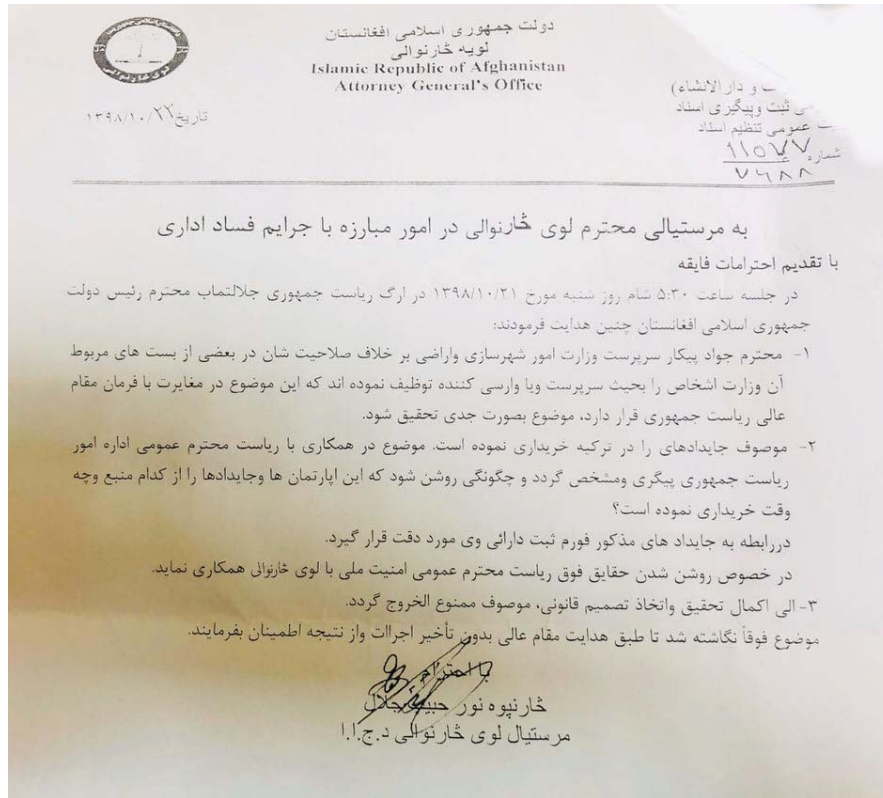 دولت جمهوری اسلامی افغانستان
لویه څارنوالی
Islamic Republic of Afghanistan
Attorney General's Office
و دار الانشاء)
ثبت وپیگری اسناد
عمومی تنظیم اسناد
شماره
۷۶۸۸
تاریخ ۱۳۹۸/۱۰/۲۲
به مرستیالی محترم لوی څارنوالی در امور مبارزه با جرایم فساد اداری
با تقدیم احترامات فایقه
در جلسه ساعت ۵:۳۰ شام روز شنبه مورخ ۱۳۹۸/۱۰/۲۱ در ارگ ریاست جمهوری جلالتماب محترم رئیس دولت
جمهوری اسلامی افغانستان چنین هدایت فرمودند:
۱- محترم جواد پیکار سرپرست وزارت امور شهرسازی واراضی بر خلاف صلاحیت شان در بعضی از بست های مربوط
آن وزارت اشخاص را بحیث سرپرست ویا وارسی کننده توظیف نموده اند که این موضوع در مغایرت با فرمان مقام
عالی ریاست جمهوری قرار دارد، موضوع بصورت جدی تحقیق شود.
۲- موصوف جایدادهای را در ترکیه خریداری نموده است. موضوع در همکاری با ریاست محترم عمومی اداره امور
ریاست جمهوری پیگری ومشخص گردد و چگونگی روشن شود که این اپارتمان ها وجایدادها را از کدام منبع وچه
وقت خریداری نموده است؟
دررابطه به جایداد های مذکور فورم ثبت دارائی وی مورد دقت قرار گیرد.
در خصوص روشن شدن حقایق فوق ریاست محترم عمومی امنیت ملی با لوی څارنوالی همکاری نماید.
۳- الی اکمال تحقیق واتخاذ تصمیم قانونی، موصوف ممنوع الخروج گردد.
موضوع فوقاً نگاشته شد تا طبق هدایت مقام عالی بدون تأخیر اجراات واز نتیجه اطمینان بفرمایند.
با احترام
څارنپوه نور حبیب جلال
مرستیال لوی څارنوالی د.ج.ا.ا